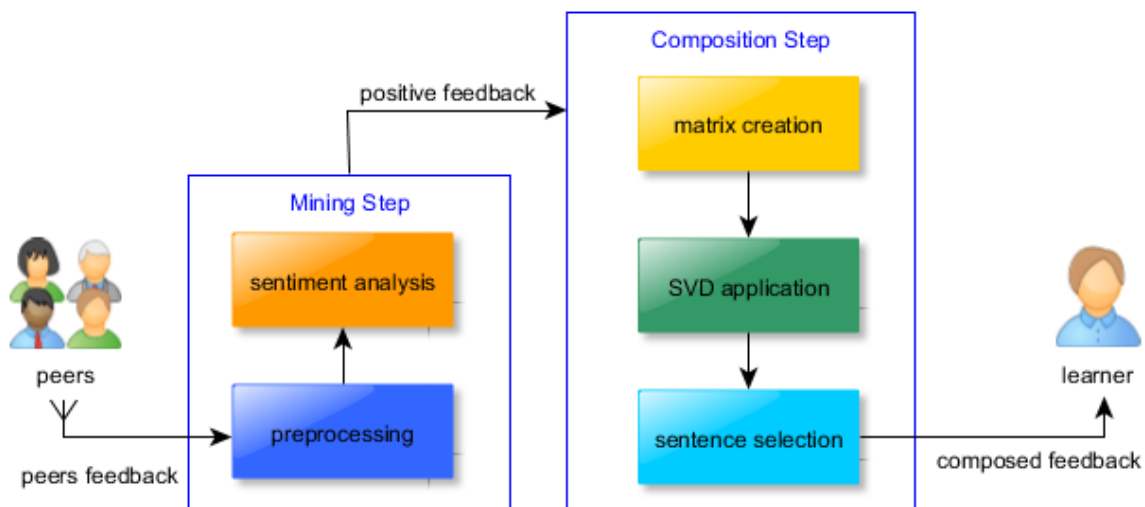 Composition Step
positive feedback
matrix creation
Mining Step
sentiment analysis
SVD application
peers
learner
preprocessing
sentence selection
peers feedback
composed feedback